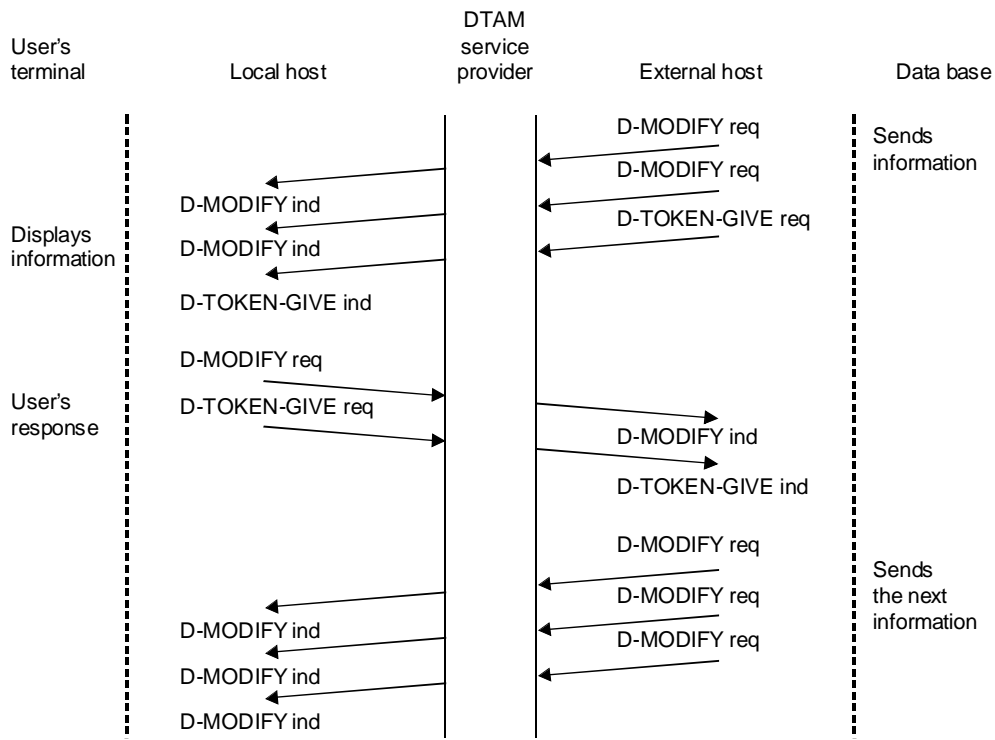 DTAM
service
provider
User's
terminal
Local host
External host
Data base
D-MODIFY req
Sends
information
D-MODIFY req
D-MODIFY ind
D-TOKEN-GIVE req
Displays
information
D-MODIFY ind
D-TOKEN-GIVE ind
D-MODIFY req
User's
response
D-TOKEN-GIVE req
D-MODIFY ind
D-TOKEN-GIVE ind
D-MODIFY req
Sends
the next
information
D-MODIFY req
D-MODIFY ind
D-MODIFY req
D-MODIFY ind
D-MODIFY ind